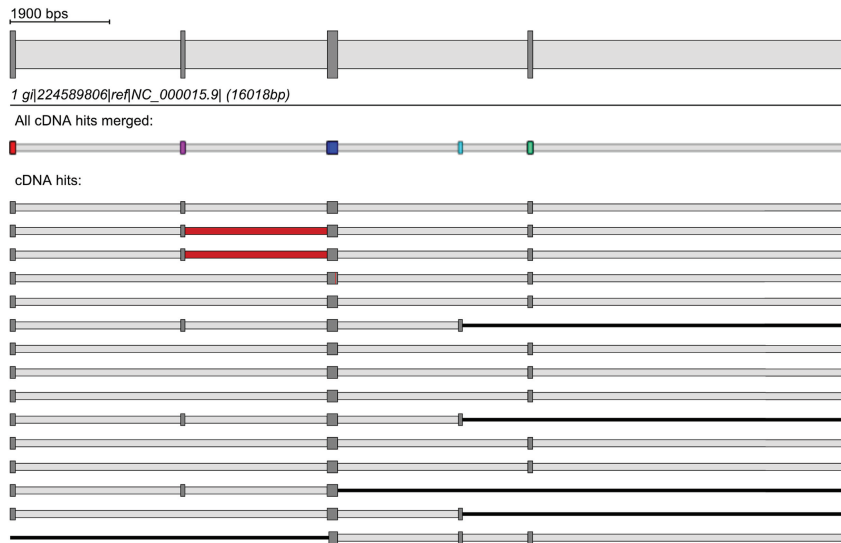 1900 bps
1 gi|224589806|ref|NC_000015.9| (16018bp)
All cDNA hits merged:
cDNA hits: